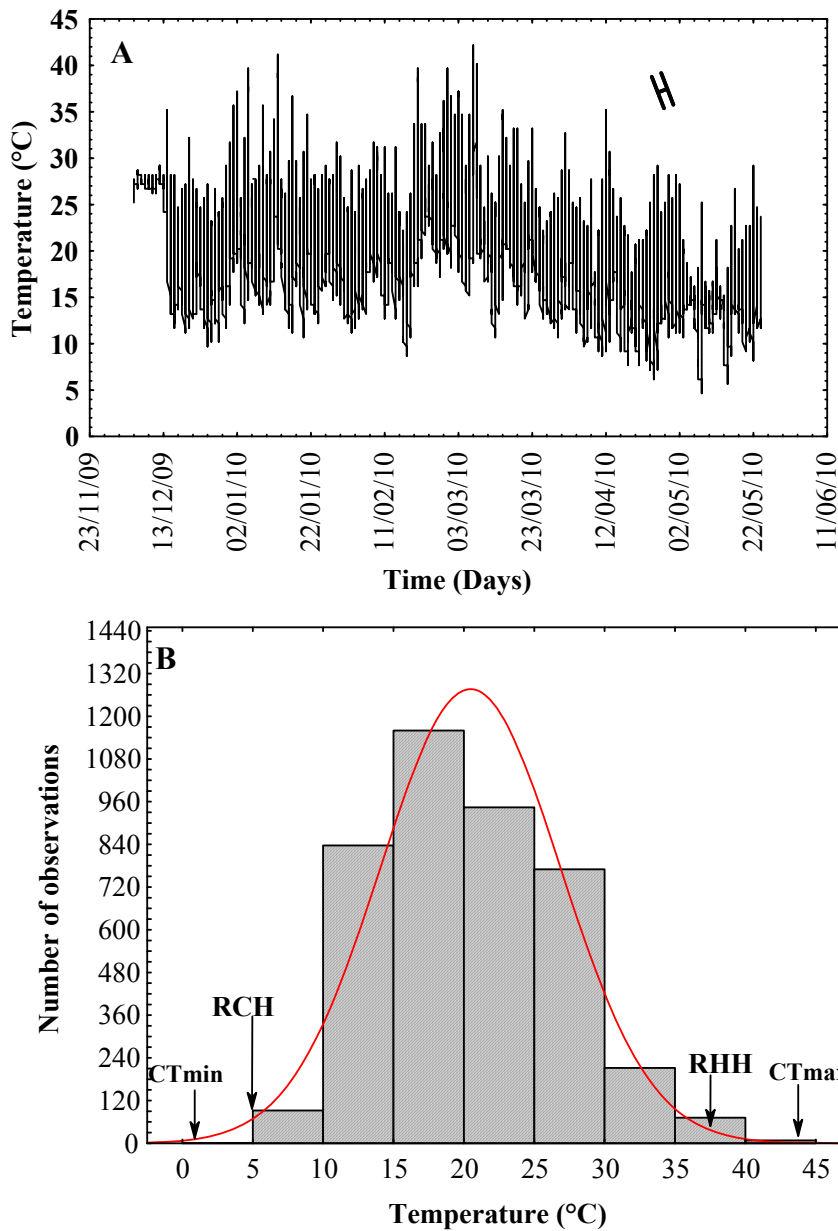 A
45
40
35
30
25
20
15
10
5
0
Temperature (°C)
H
23/11/09 13/12/09 02/01/10 22/01/10 11/02/10 03/03/10 23/03/10 12/04/10 02/05/10 22/05/10 11/06/10
Time (Days)
B
1440
1320
1200
1080
960
840
720
600
480
360
240
120
0
Number of observations
RCH
CTmin
RHH
CTmax
0 5 10 15 20 25 30 35 40 45
Temperature (°C)